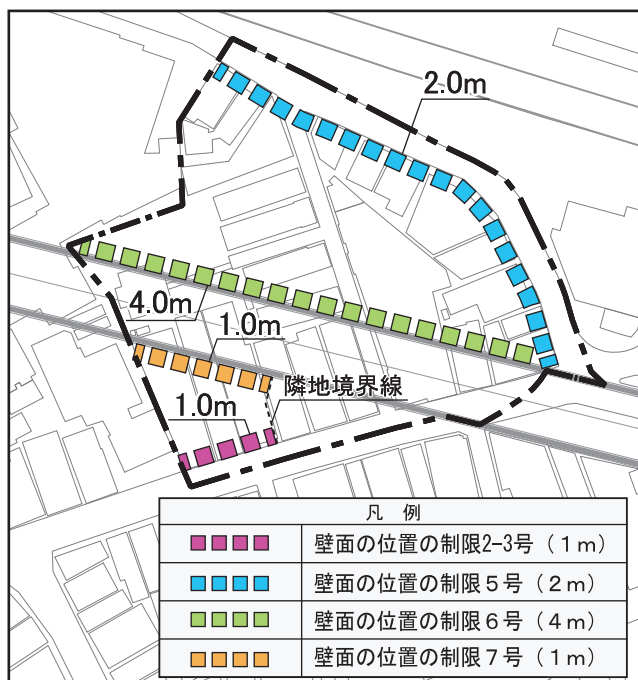 2.0m
4.0m
1.0m
隣地境界線
1.0m
凡 例
壁面の位置の制限2-3号（1m）
壁面の位置の制限5号（2m）
壁面の位置の制限6号（4m）
壁面の位置の制限7号（1m）